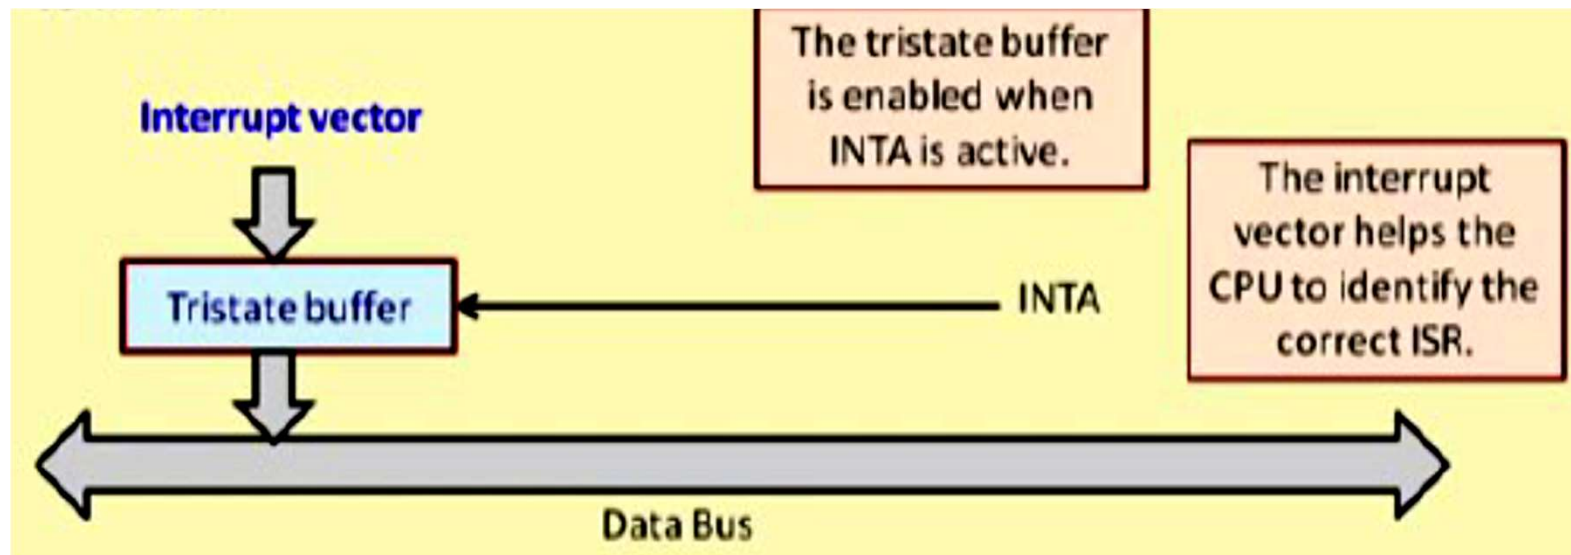 The tristate buffer
is enabled when
INTA is active.
Interrupt vector
The interrupt
vector helps the
CPU to identify the
correct ISR.
Tristate buffer
INTA
Data Bus